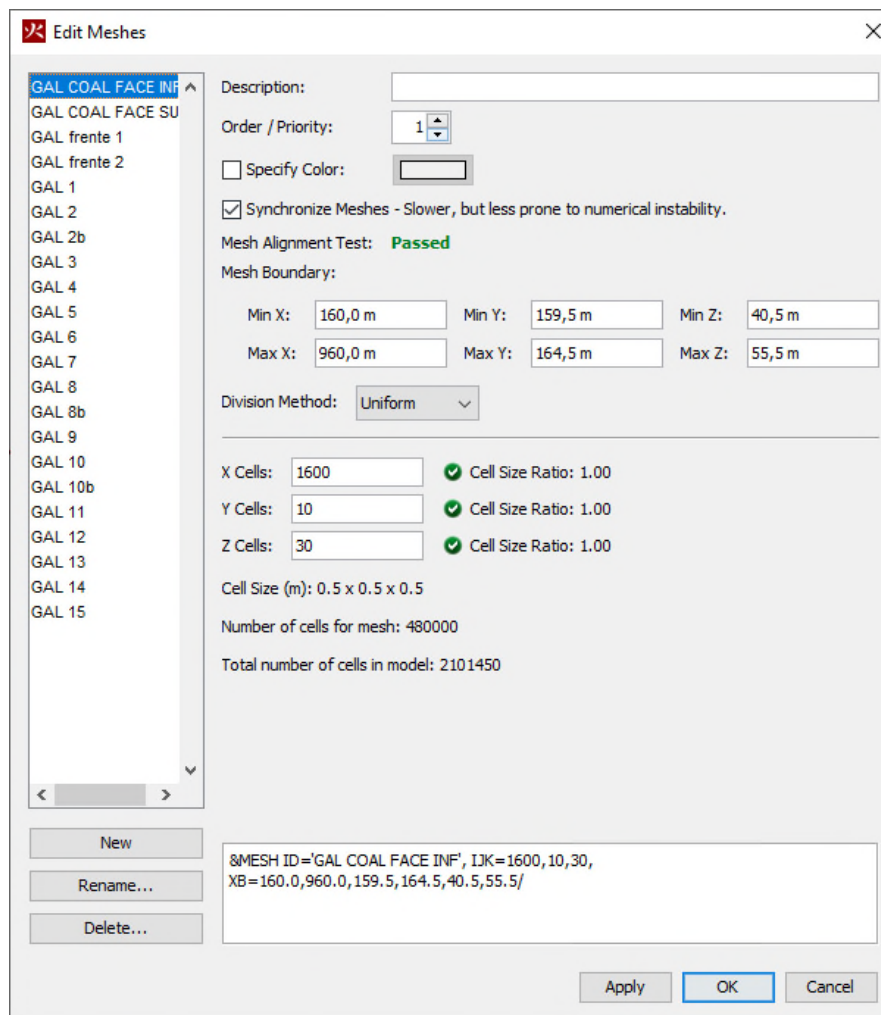 火 Edit Meshes
GAL COAL FACE INF
GAL COAL FACE SU
GAL frente 1
GAL frente 2
GAL 1
GAL 2
GAL 2b
GAL 3
GAL 4
GAL 5
GAL 6
GAL 7
GAL 8
GAL 8b
GAL 9
GAL 10
GAL 10b
GAL 11
GAL 12
GAL 13
GAL 14
GAL 15
New
Rename...
Delete...
Description:
Order / Priority: 1
Specify Color:
Synchronize Meshes - Slower, but less prone to numerical instability.
Mesh Alignment Test: Passed
Mesh Boundary:
Min X: 160,0 m Min Y: 159,5 m Min Z: 40,5 m
Max X: 960,0 m Max Y: 164,5 m Max Z: 55,5 m
Division Method: Uniform
X Cells: 1600 Cell Size Ratio: 1.00
Y Cells: 10 Cell Size Ratio: 1.00
Z Cells: 30 Cell Size Ratio: 1.00
Cell Size (m): 0.5 x 0.5 x 0.5
Number of cells for mesh: 480000
Total number of cells in model: 2101450
&MESH ID='GAL COAL FACE INF', IJK=1600,10,30,
XB=160.0,960.0,159.5,164.5,40.5,55.5/
Apply OK Cancel